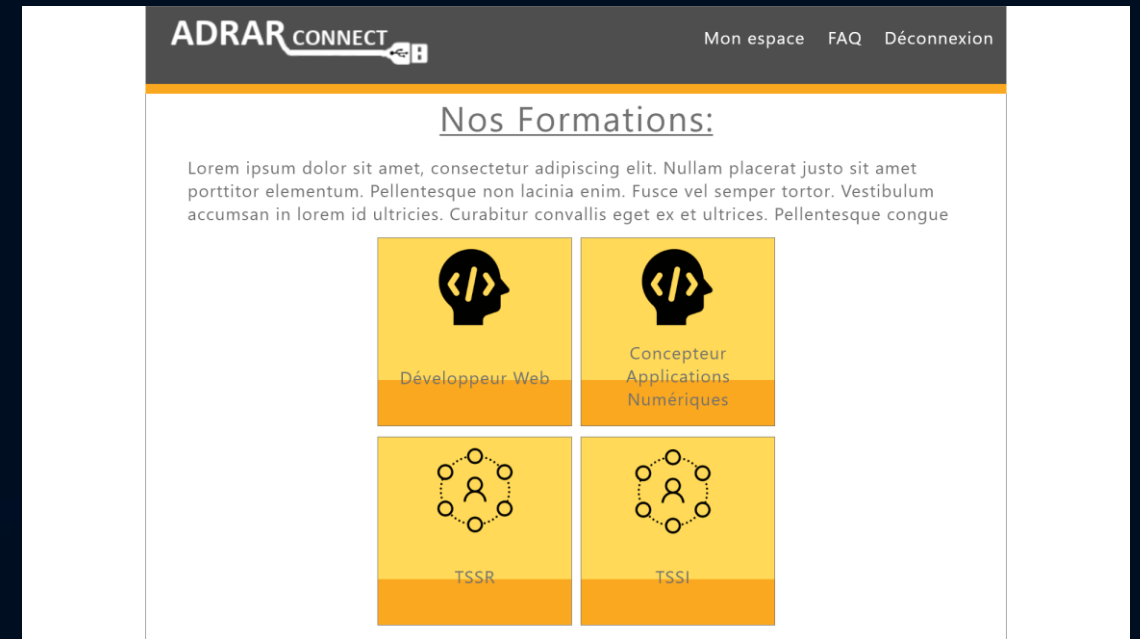 ADRAR CONNECT
Mon espace FAQ Déconnexion
Nos Formations:
Lorem ipsum dolor sit amet, consectetur adipiscing elit. Nullam placerat justo sit amet
porttitor elementum. Pellentesque non lacinia enim. Fusce vel semper tortor. Vestibulum
accumsan in lorem id ultricies. Curabitur convallis eget ex et ultrices. Pellentesque congue
</>
Développeur Web
</>
Concepteur
Applications
Numériques
TSSR
TSSI